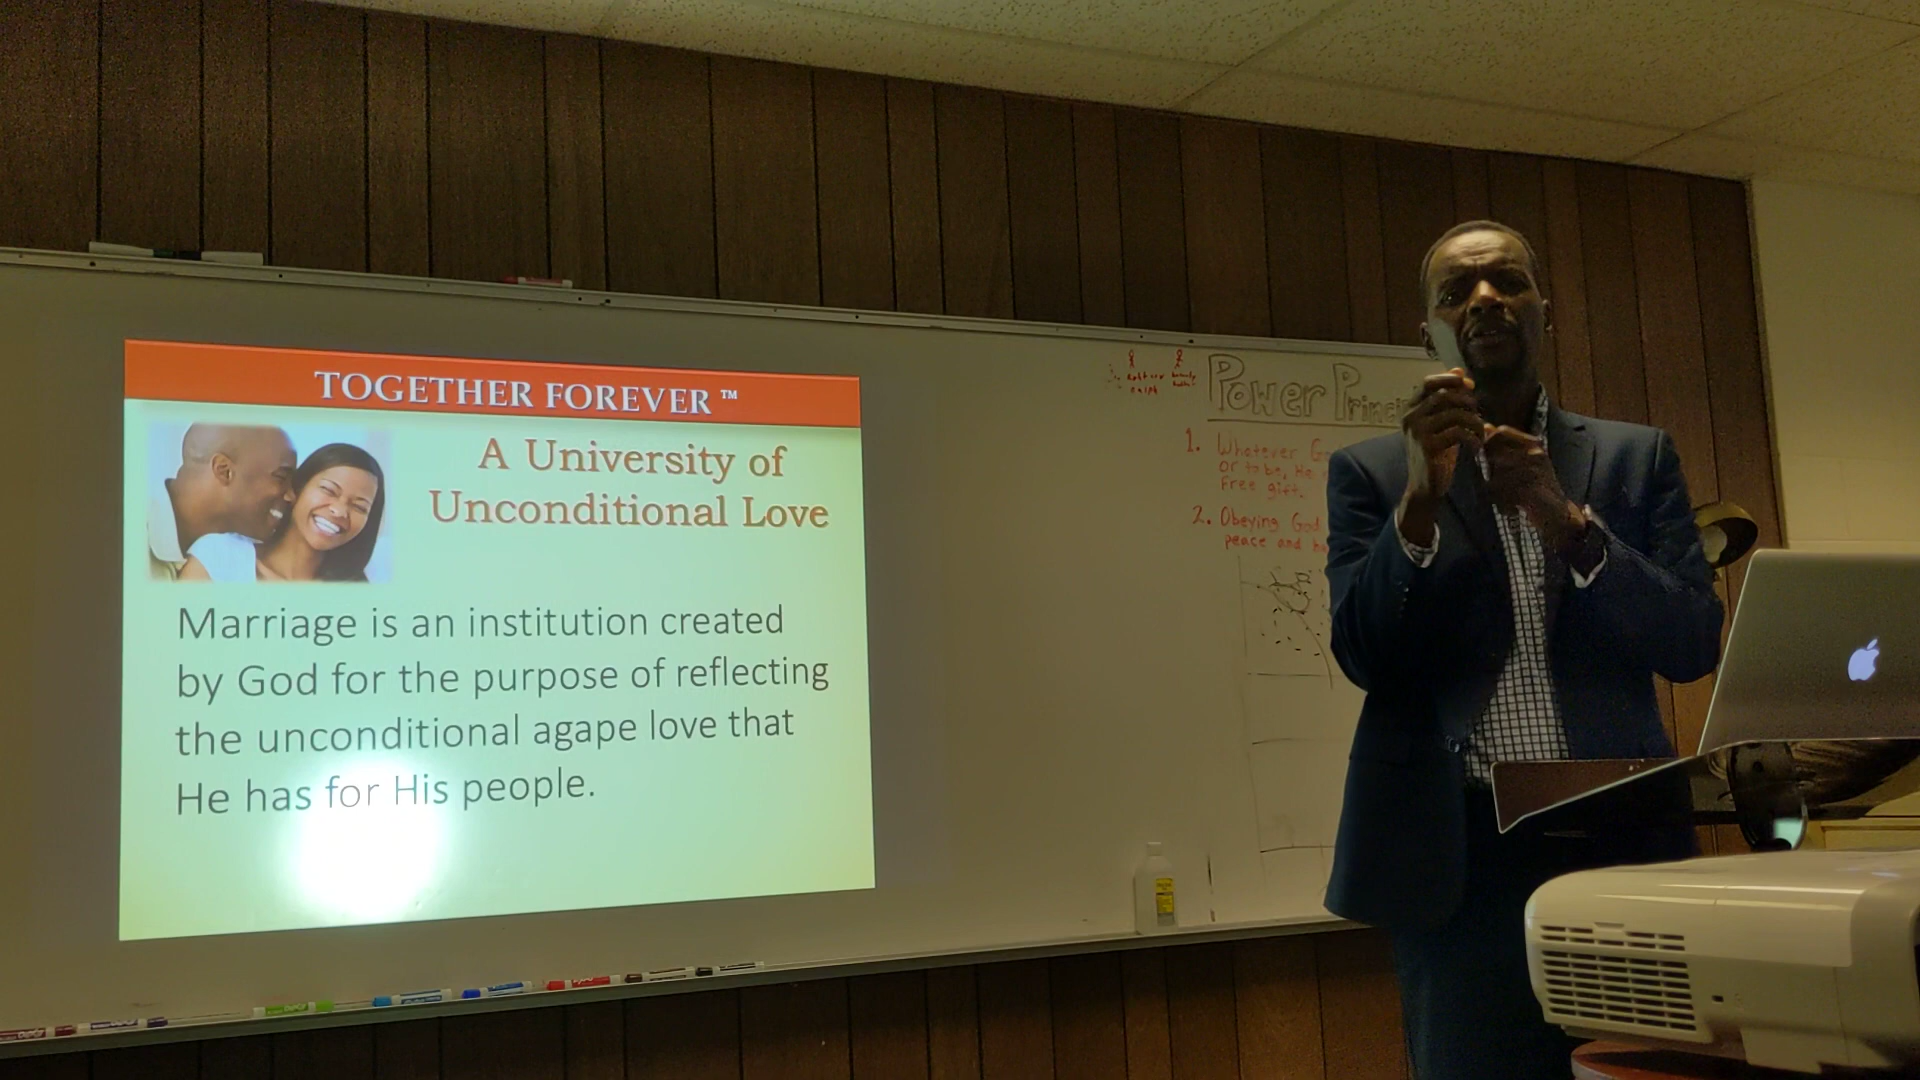 TOGETHER FOREVER ™
A University of
Unconditional Love
Marriage is an institution created
by God for the purpose of reflecting
the unconditional agape love that
He has for His people.
Power
1. Whatever
or to be, He
Free gift.
2. Obeying God
peace and